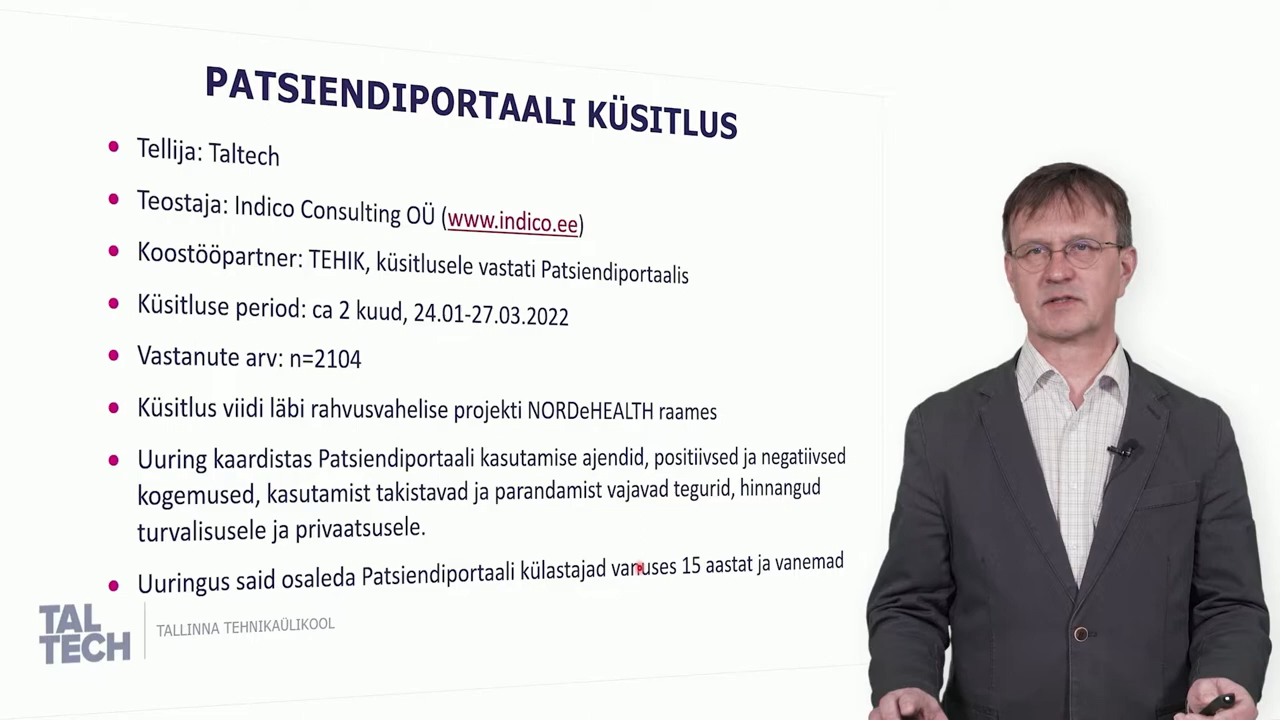 PATSIENDIPORTAALI KÜSITLUS
Tellija: Taltech
Teostaja: Indico Consulting OÜ (www.indico.ee)
Koostööpartner: TEHIK, küsitlusele vastati Patsiendiportaalis
Küsitluse period: ca 2 kuud, 24.01-27.03.2022
Vastanute arv: n=2104
Küsitlus viidi läbi rahvusvahelise projekti NORDeHEALTH raames
Uuring kaardistas Patsiendiportaali kasutamise ajendid, positiivsed ja negatiivsed
kogemused, kasutamist takistavad ja parandamist vajavad tegurid, hinnangud
turvalisusele ja privaatsusele.
Uuringus said osaleda Patsiendiportaali külastajad vanuses 15 aastat ja vanemad
TAL
TECH
TALLINNA TEHNIKAÜLIKOOL